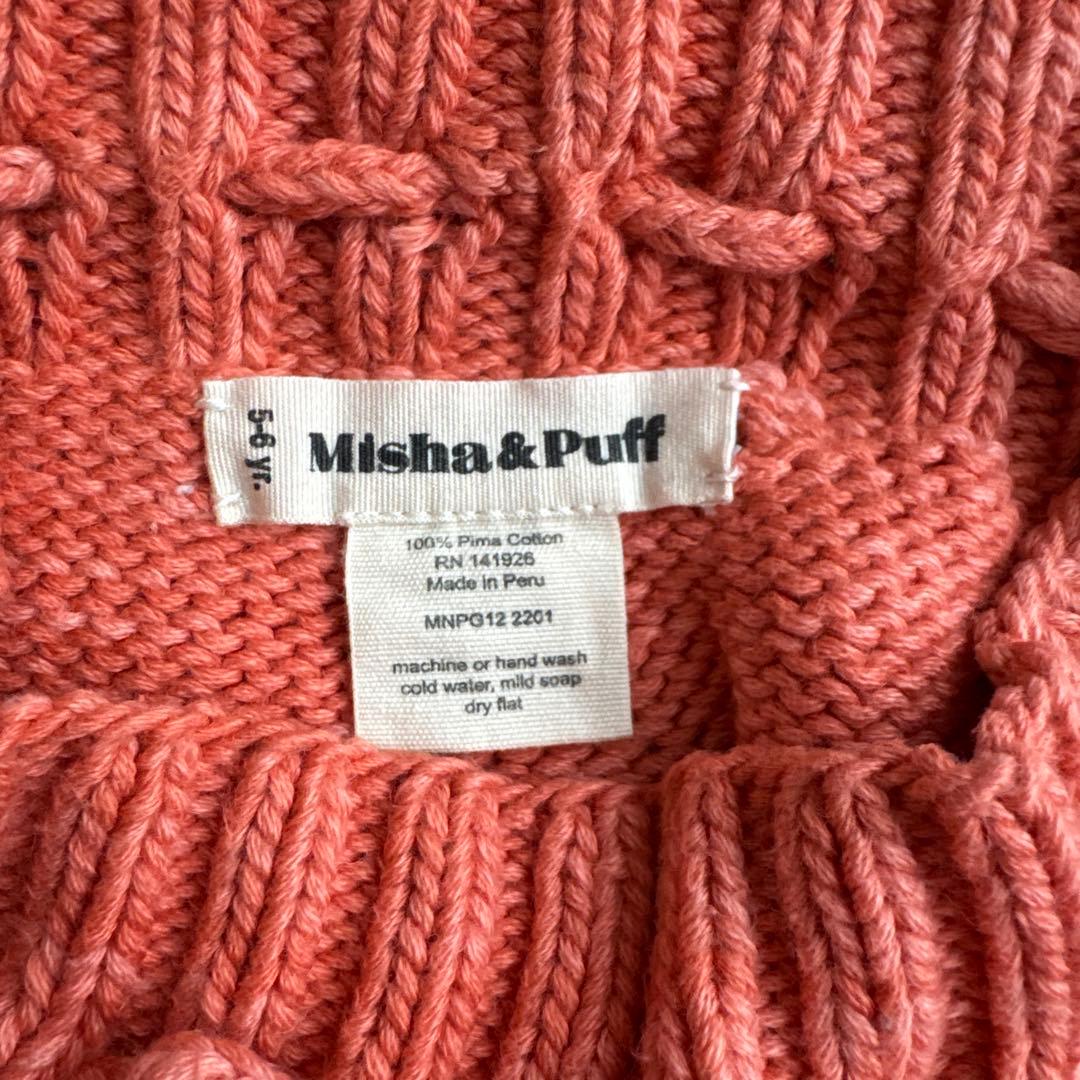 5-6 yr.
Misha&Puff
100% Pima Cotton
RN 141926
Made in Peru
MNPG12 2201
machine or hand wash
cold water, mild soap
dry flat